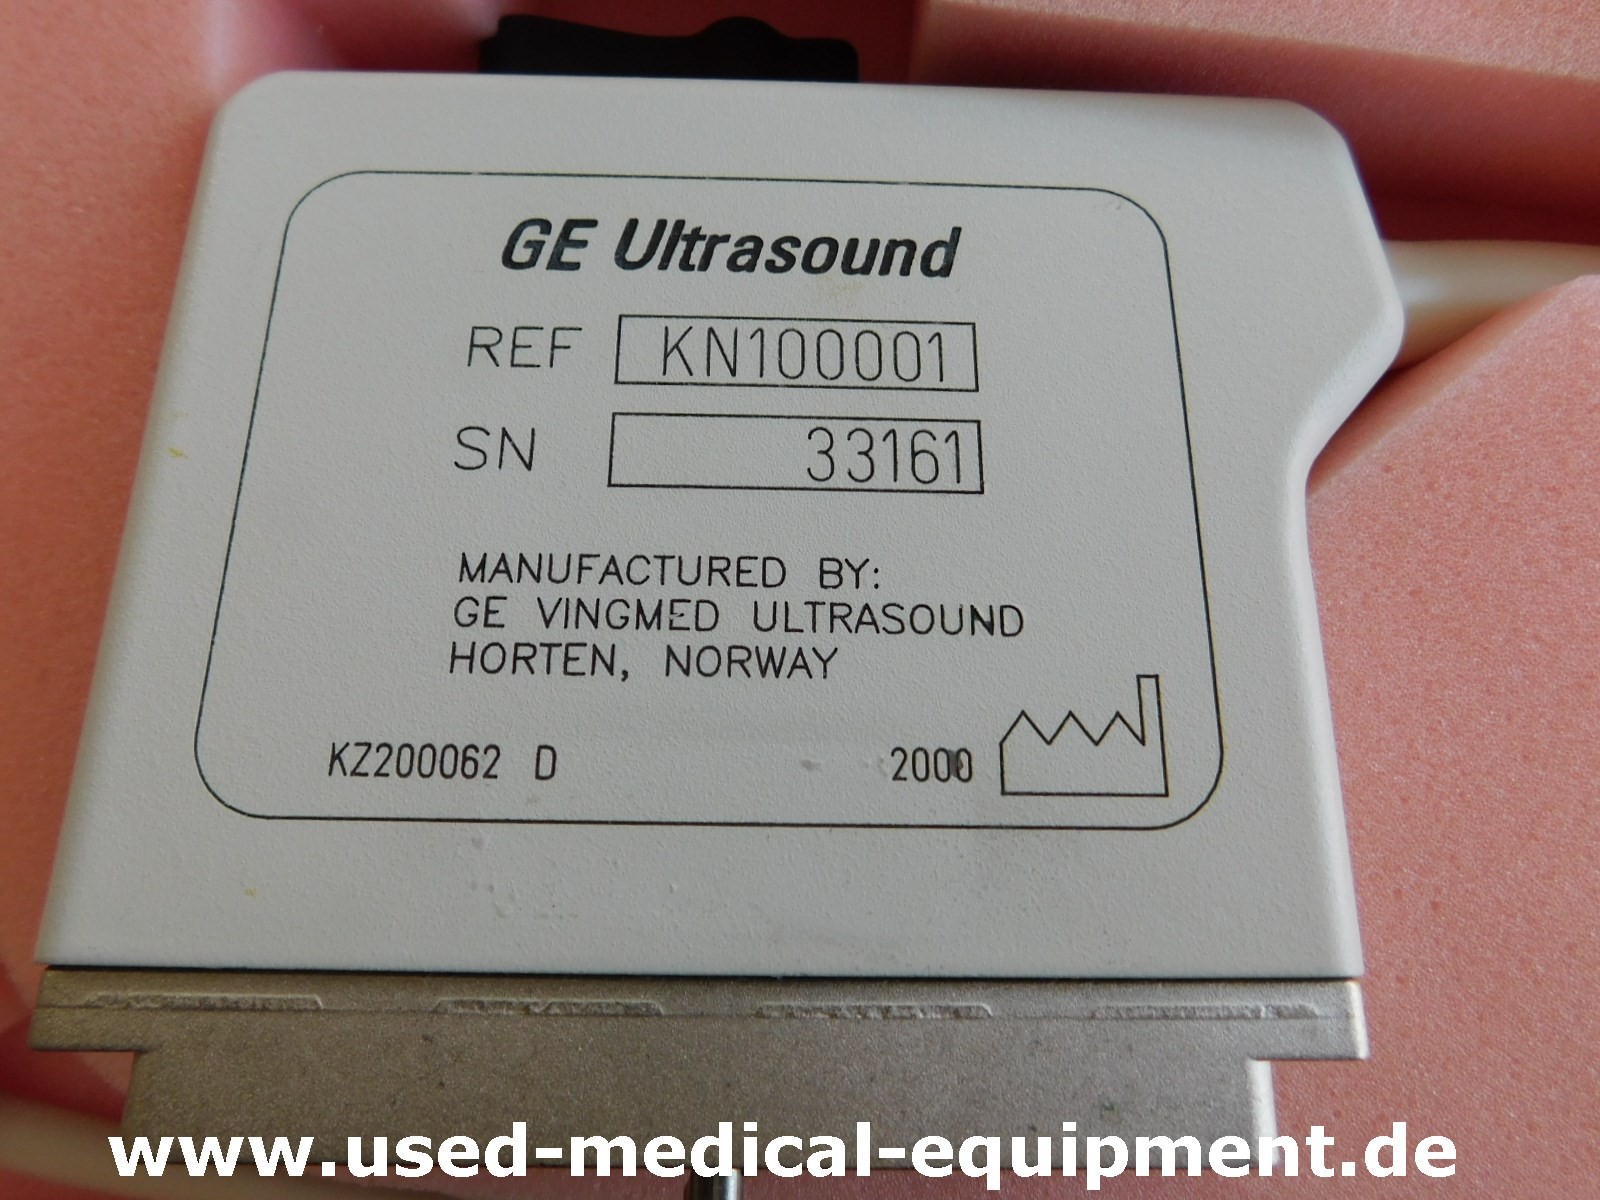 GE Ultrasound
REF KN100001
SN 33161
MANUFACTURED BY:
GE VINGMED ULTRASOUND
HORTEN, NORWAY
KZ200062 D 2000
www.used-medical-equipment.de